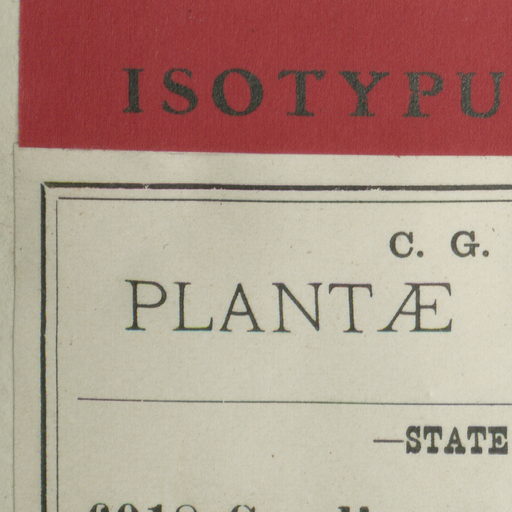 ISOTYPU
C. G.
PLANTÆ
—STATE